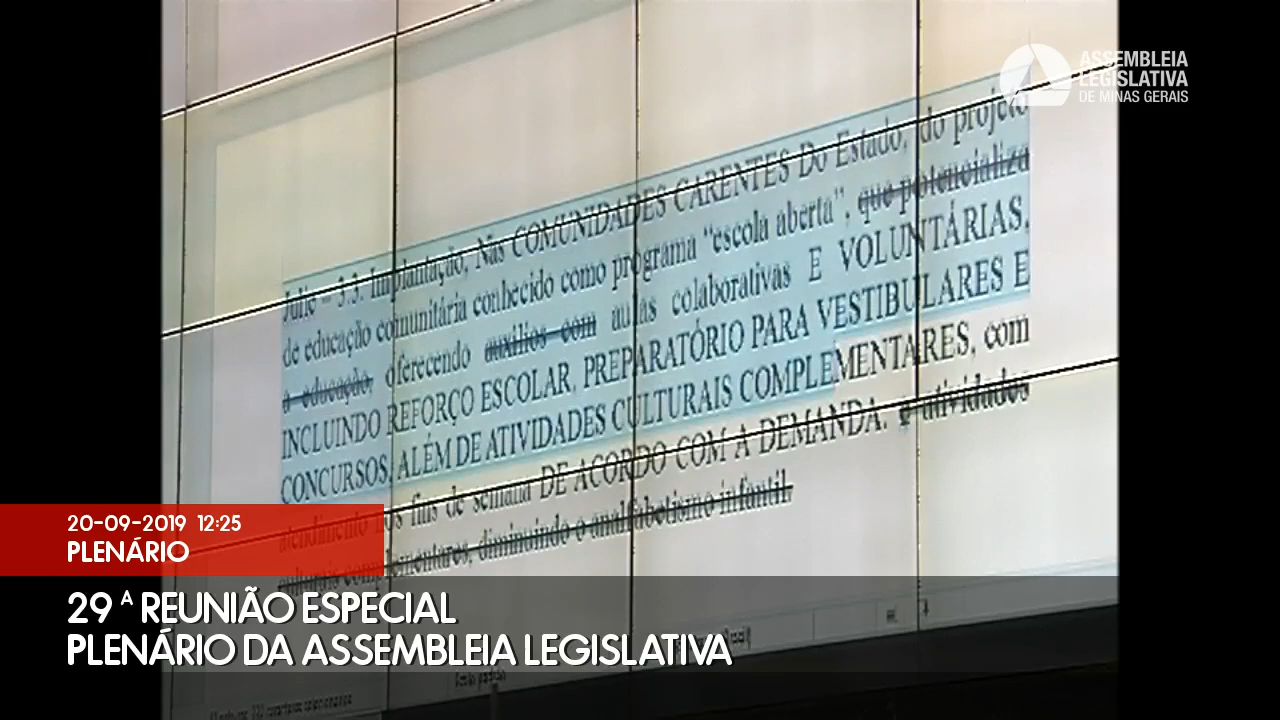 ASSEMBLEIA
LEGISLATIVA
DE MINAS GERAIS
Julie – 3.3. Implantação, Nas COMUNIDADES CARENTES Do Estado, do projeto
de educação comunitária conhecido como programa “escola aberta”, que potencializa
a educação, oferecendo auxílios com aulas colaborativas E VOLUNTÁRIAS,
INCLUINDO REFORÇO ESCOLAR, PREPARATÓRIO PARA VESTIBULARES E
CONCURSOS, ALÉM DE ATIVIDADES CULTURAIS COMPLEMENTARES, com
atendimento nos fins de semana DE ACORDO COM A DEMANDA. e atividades
culturais complementares, diminuindo o analfabetismo infantil.
20-09-2019 12:25
PLENÁRIO
29ª REUNIÃO ESPECIAL
PLENÁRIO DA ASSEMBLEIA LEGISLATIVA